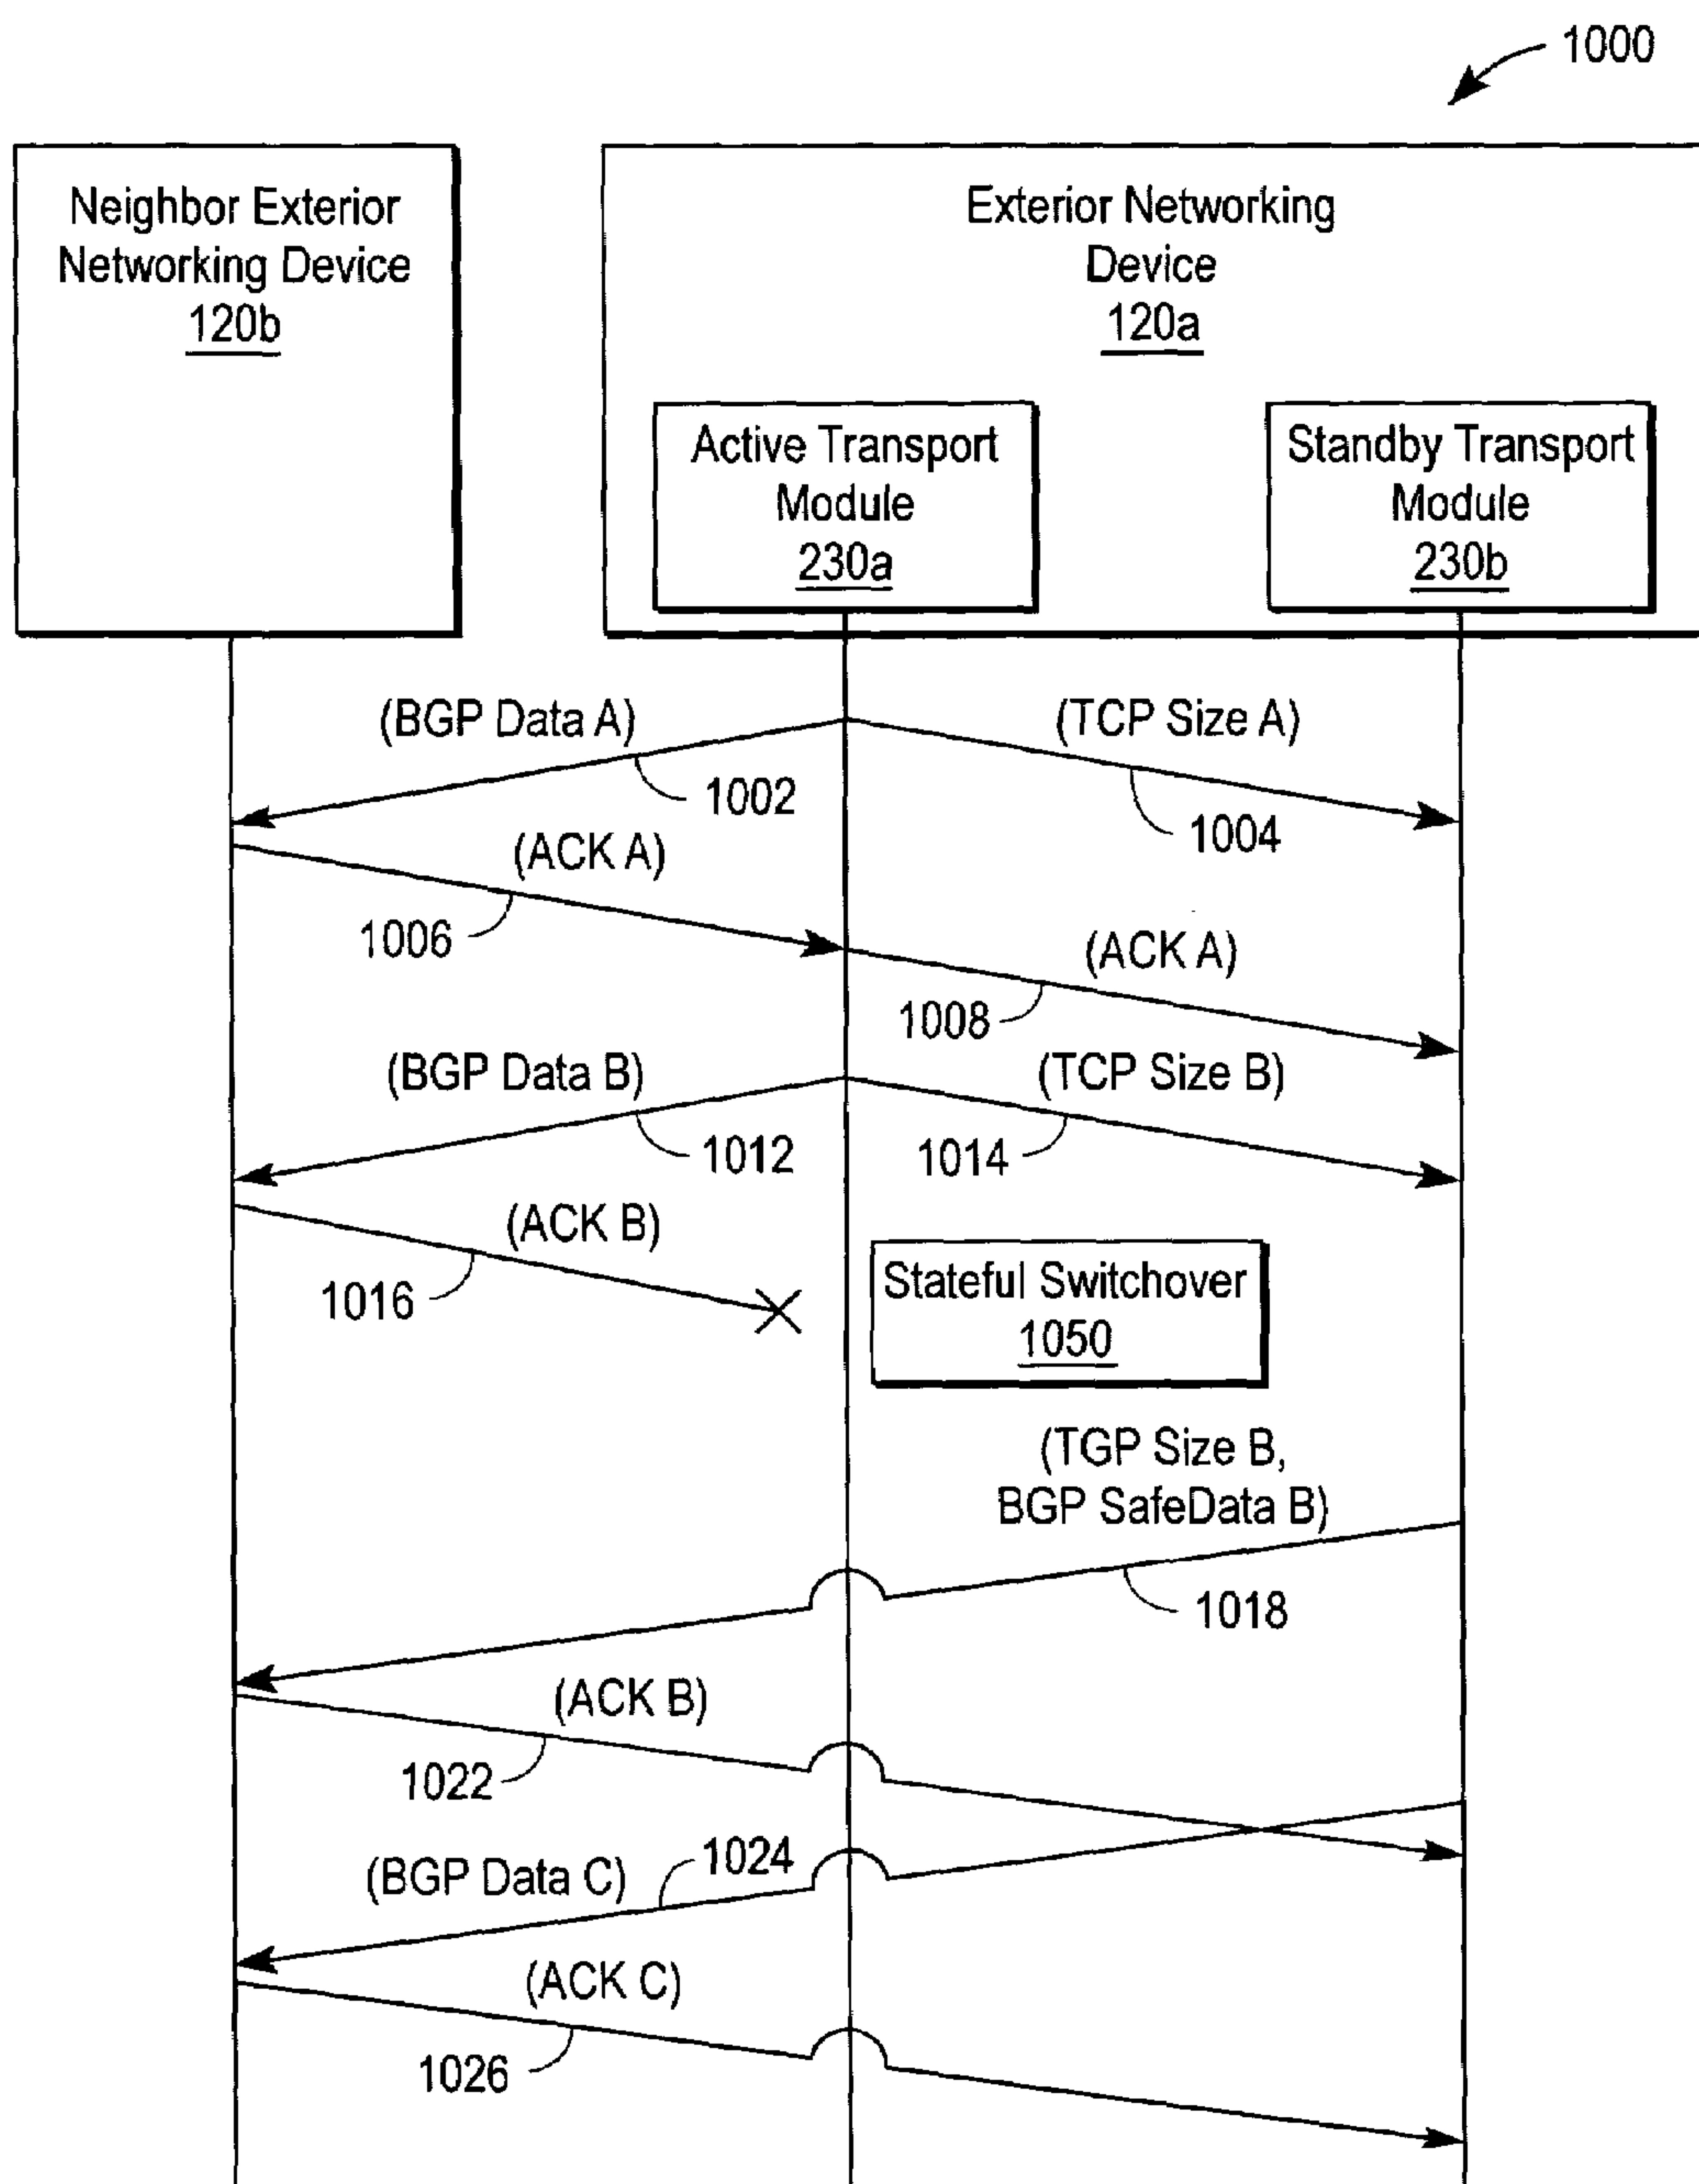 1000
Neighbor Exterior
Networking Device
120b
Exterior Networking
Device
120a
Active Transport
Module
230a
Standby Transport
Module
230b
(BGP Data A)
(TCP Size A)
1002
1004
(ACK A)
1006
(ACK A)
1008
(BGP Data B)
(TCP Size B)
1012
1014
(ACK B)
1016
Stateful Switchover
1050
(TGP Size B,
BGP SafeData B)
1018
(ACK B)
1022
(BGP Data C)
1024
(ACK C)
1026